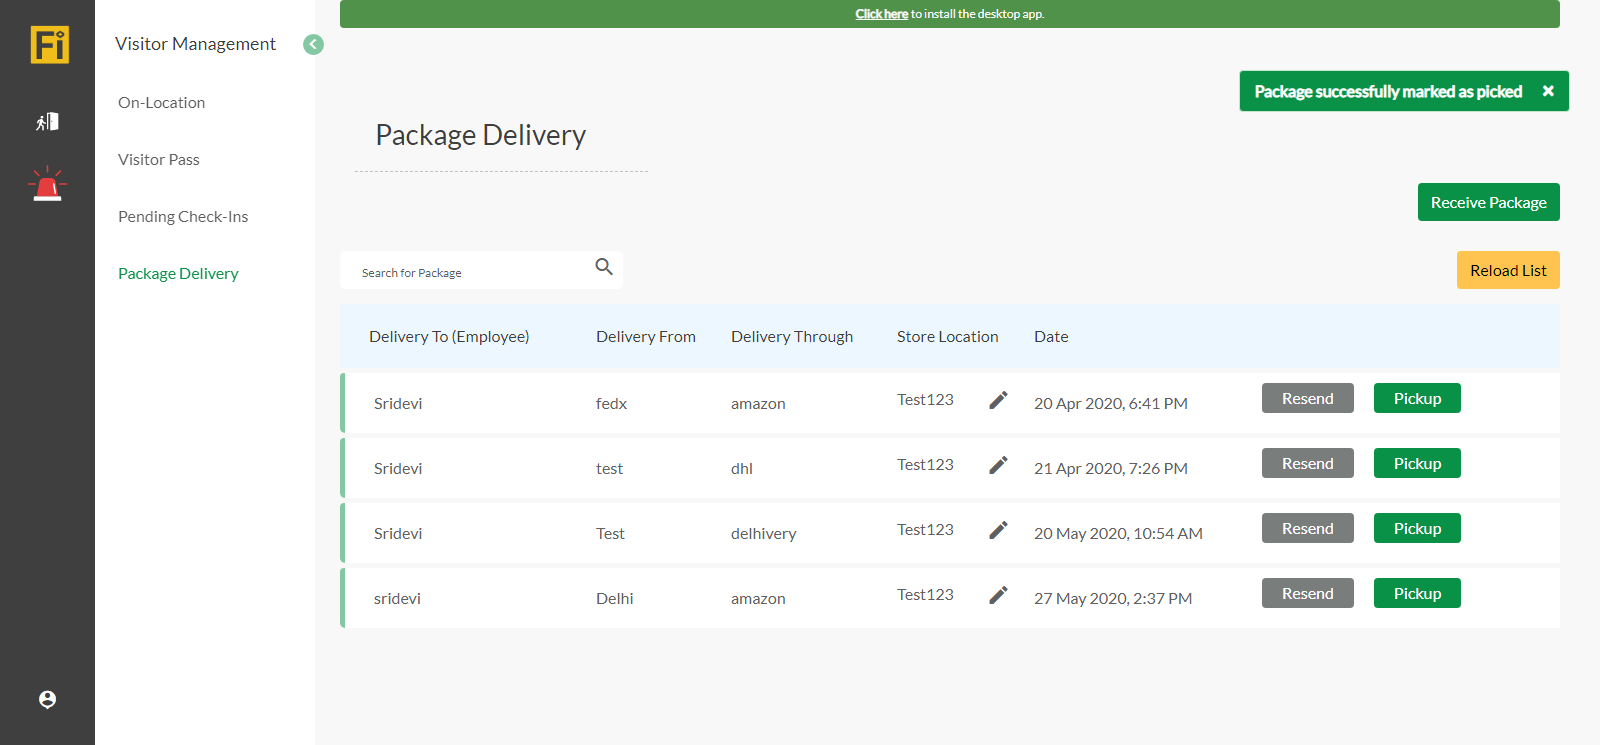 Click here to install the desktop app.
Fi
Visitor Management
Package successfully marked as picked
On-Location
Package Delivery
Visitor Pass
Receive Package
Pending Check-Ins
Package Delivery
Search for Package
Reload List
Delivery To (Employee) Delivery From Delivery Through Store Location Date
Sridevi fedx amazon Test123 20 Apr 2020, 6:41 PM Resend Pickup
Sridevi test dhl Test123 21 Apr 2020, 7:26 PM Resend Pickup
Sridevi Test delhivery Test123 20 May 2020, 10:54 AM Resend Pickup
sridevi Delhi amazon Test123 27 May 2020, 2:37 PM Resend Pickup